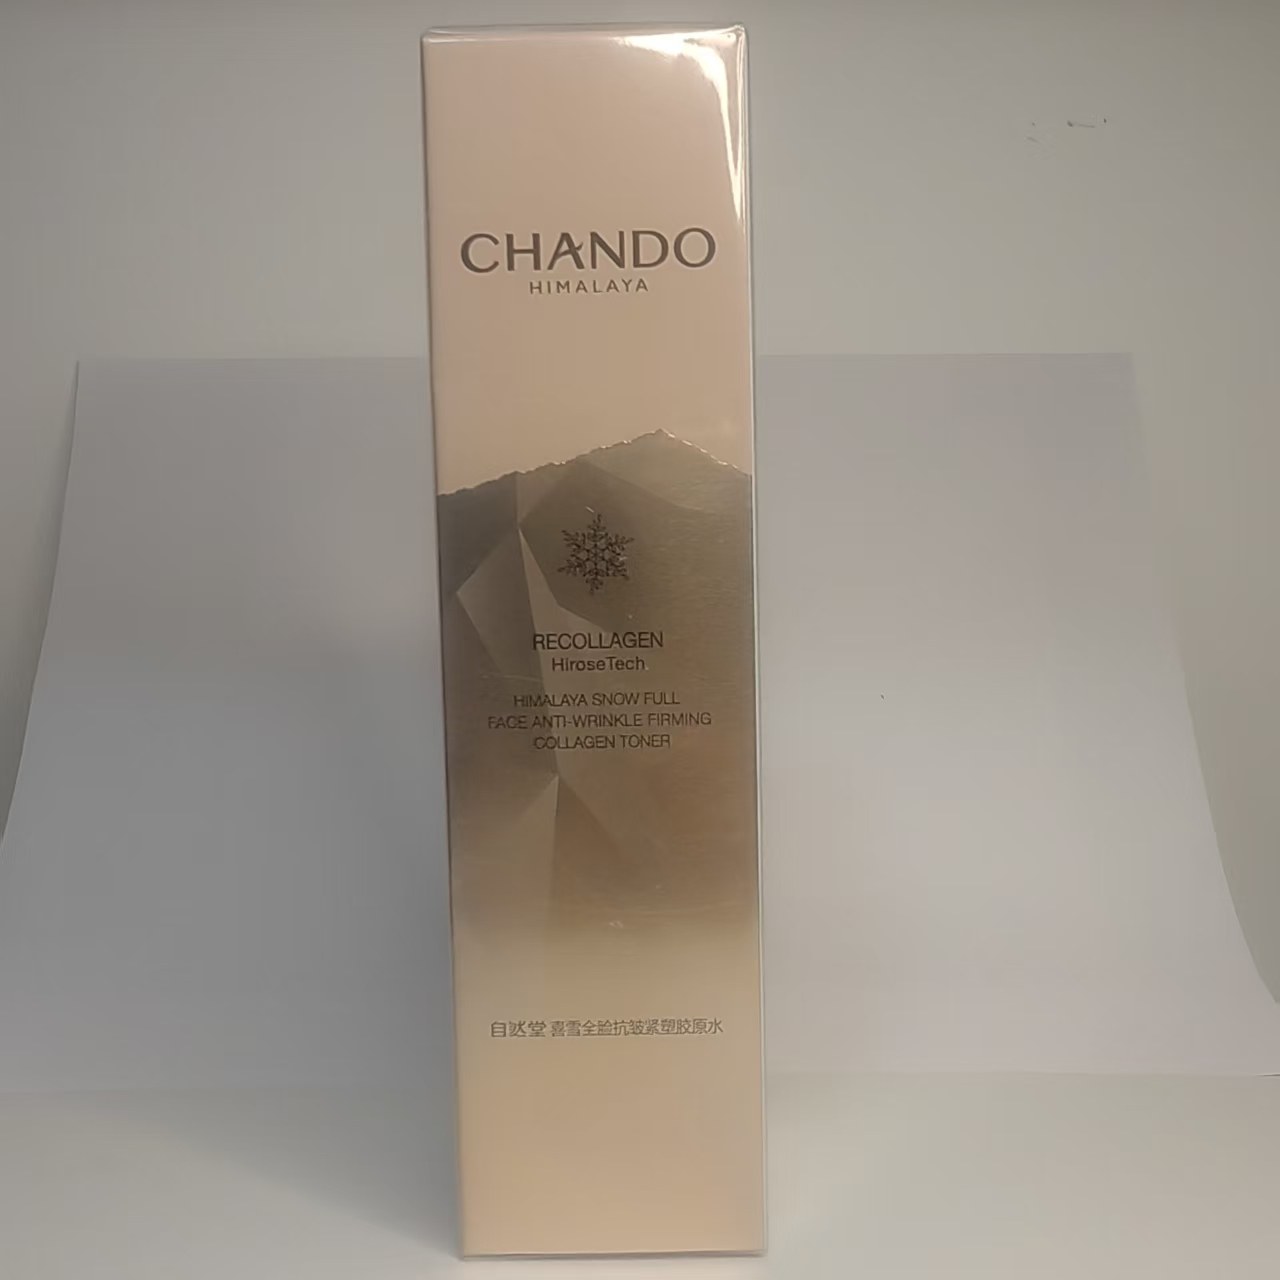 CHANDO
HIMALAYA
RECOLLAGEN
HiroseTech
HIMALAYA SNOW FULL
FACE ANTI-WRINKLE FIRMING
COLLAGEN TONER
自然堂 喜雪全脸抗皱紧塑胶原水